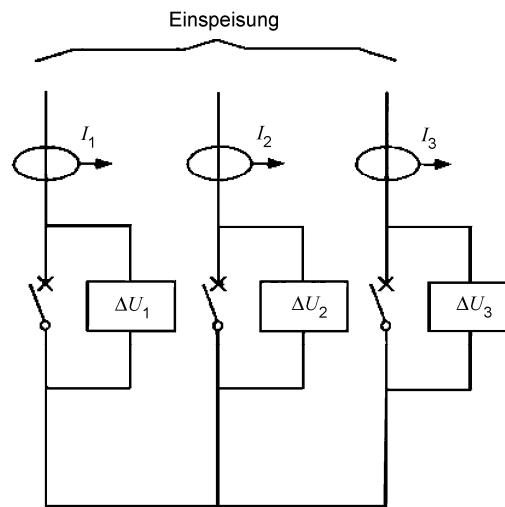 Einspeisung
I1 I2 I3
ΔU1 ΔU2 ΔU3